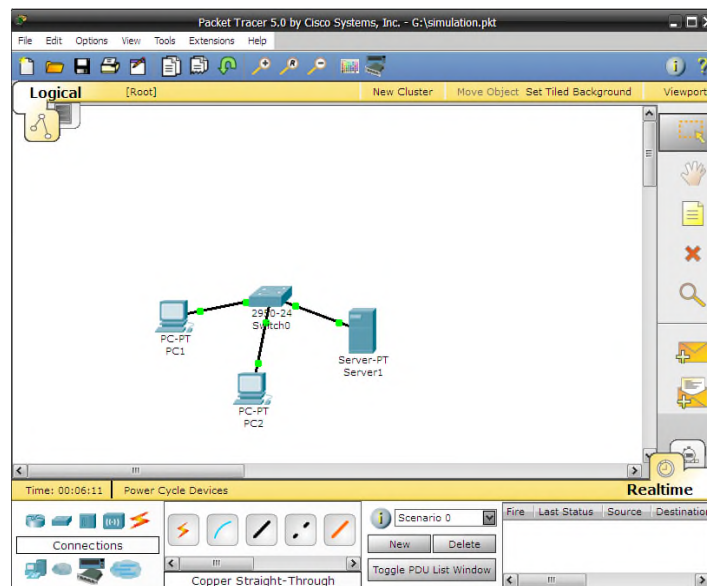 Packet Tracer 5.0 by Cisco Systems, Inc. - G:\simulation.pkt
File Edit Options View Tools Extensions Help
Logical [Root] New Cluster Move Object Set Tiled Background Viewport
2950-24
Switch0
PC-PT
PC1
Server-PT
Server1
PC-PT
PC2
Time: 00:06:11 Power Cycle Devices Realtime
Scenario 0 Fire Last Status Source Destination
Connections New Delete
Toggle PDU List Window
Copper Straight-Through